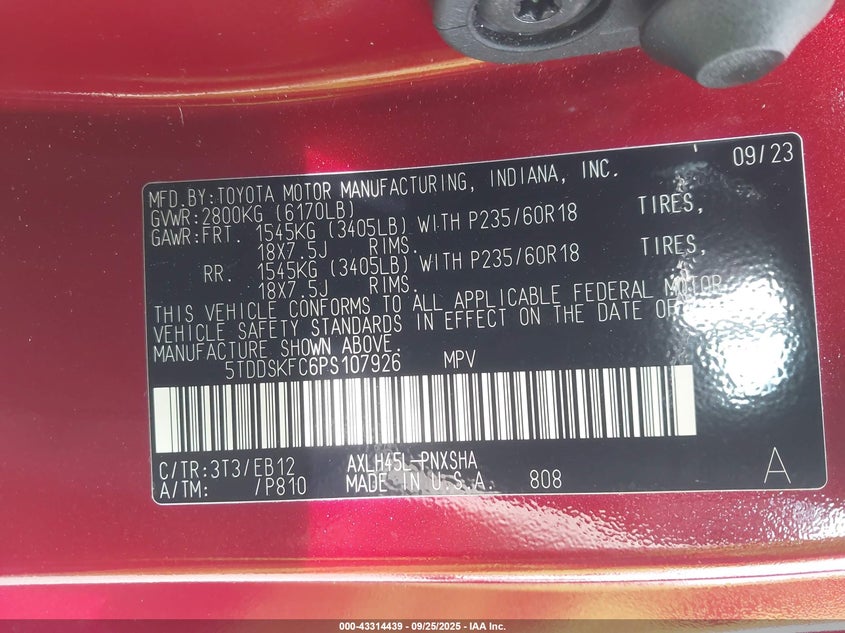 09/23
MFD.BY:TOYOTA MOTOR MANUFACTURING, INDIANA, INC.
GVWR:2800KG (6170LB)
GAWR:FRT. 1545KG (3405LB) WITH P235/60R18 TIRES,
18X7.5J RIMS.
RR. 1545KG (3405LB) WITH P235/60R18 TIRES,
18X7.5J RIMS.
THIS VEHICLE CONFORMS TO ALL APPLICABLE FEDERAL MOTOR
VEHICLE SAFETY STANDARDS IN EFFECT ON THE DATE OF
MANUFACTURE SHOWN ABOVE.
5TDDSKFC6PS107926 MPV
C/TR:3T3/EB12 AXLH45L-PNXSHA
A/TM: /P810 MADE IN U.S.A. 808 A
000-43314439 - 09/25/2025 - IAA Inc.